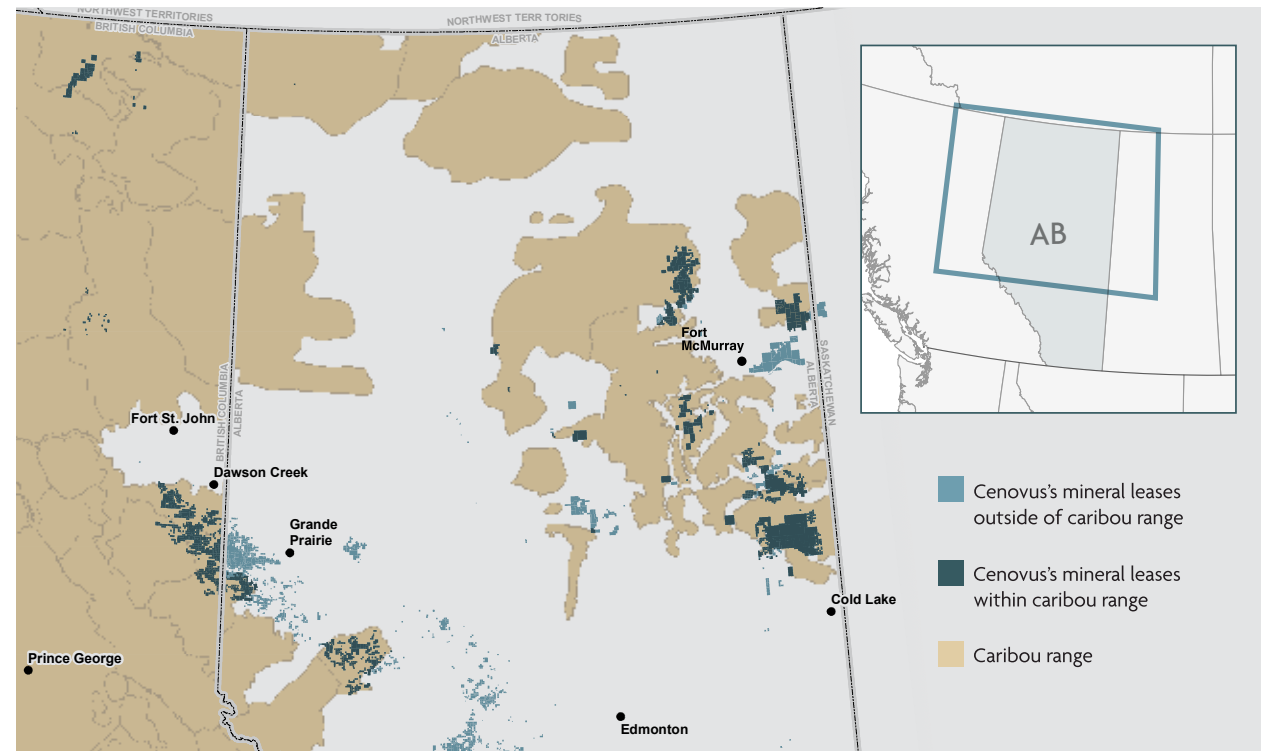 NORTHWEST TERRITORIES
BRITISH COLUMBIA
NORTHWEST TERRITORIES
ALBERTA
AB
Fort
McMurray
SASKATCHEWAN
ALBERTA
BRITISH COLUMBIA
ALBERTA
Fort St. John
Dawson Creek
Grande
Prairie
Cold Lake
Prince George
Edmonton
Cenovus's mineral leases
outside of caribou range
Cenovus's mineral leases
within caribou range
Caribou range